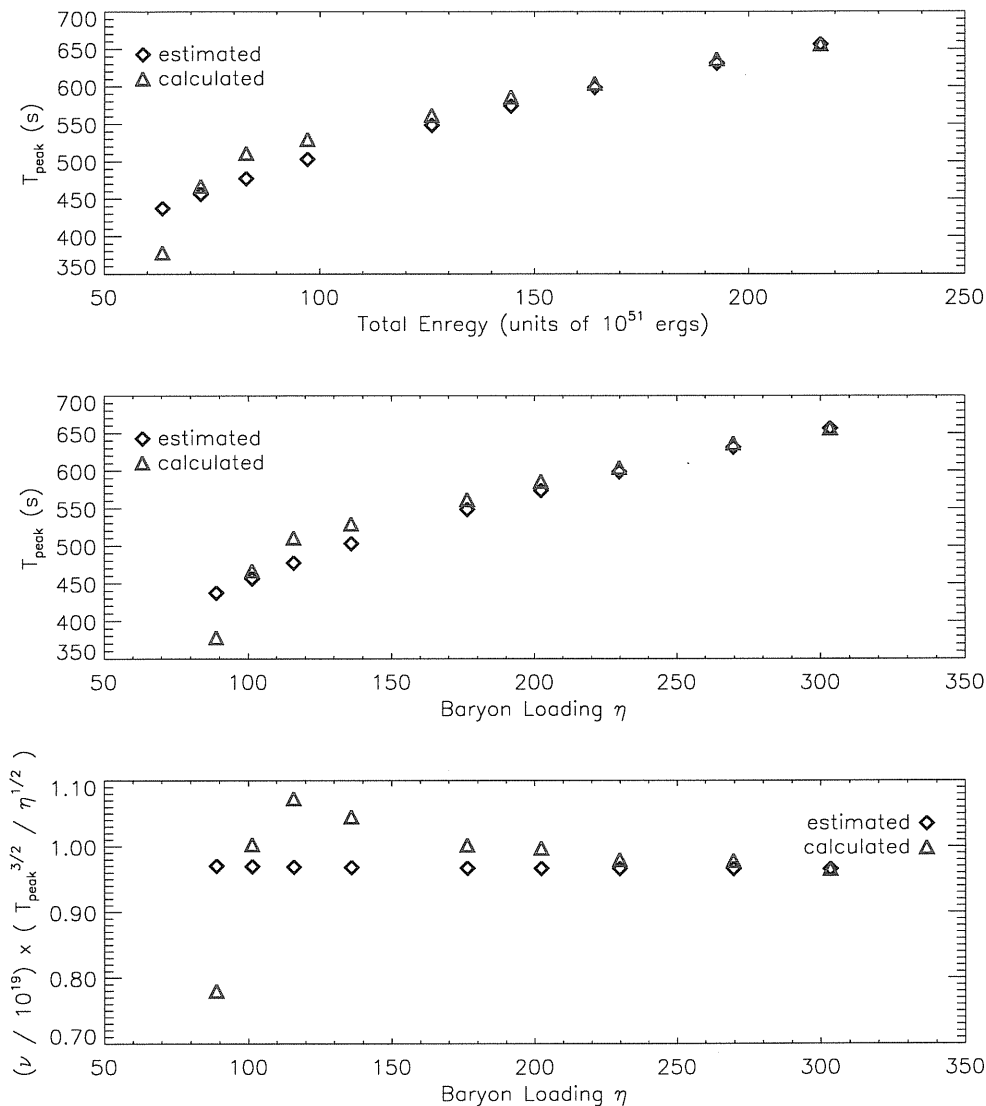 700
650
600
550
500
450
400
350
T_peak (s)
estimated
calculated
50 100 150 200 250
Total Enregy (units of 10^51 ergs)
700
650
600
550
500
450
400
350
T_peak (s)
estimated
calculated
50 100 150 200 250 300 350
Baryon Loading η
1.10
1.00
0.90
0.80
0.70
(ν / 10^19) x ( T_peak^3/2 / η^1/2 )
estimated
calculated
50 100 150 200 250 300 350
Baryon Loading η